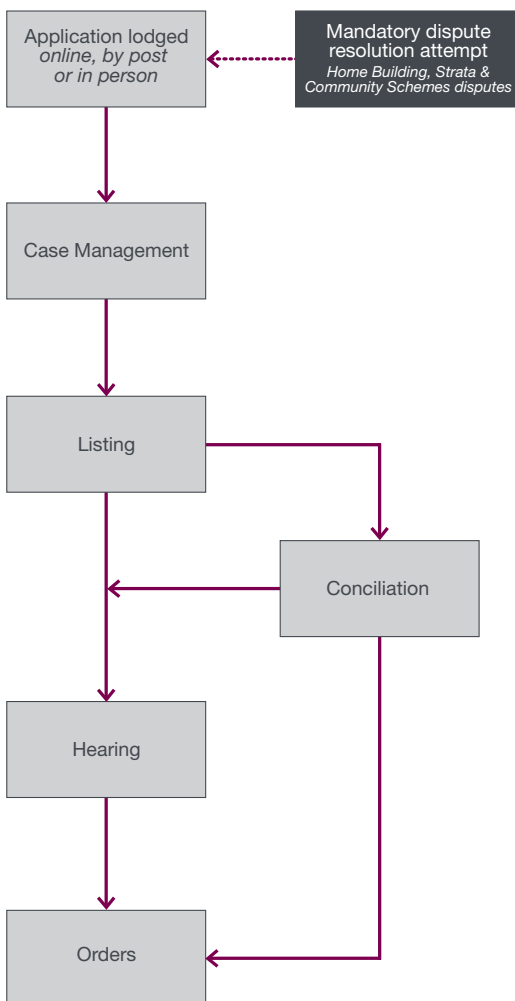 Application lodged
online, by post
or in person
Mandatory dispute
resolution attempt
Home Building, Strata &
Community Schemes disputes
Case Management
Listing
Conciliation
Hearing
Orders